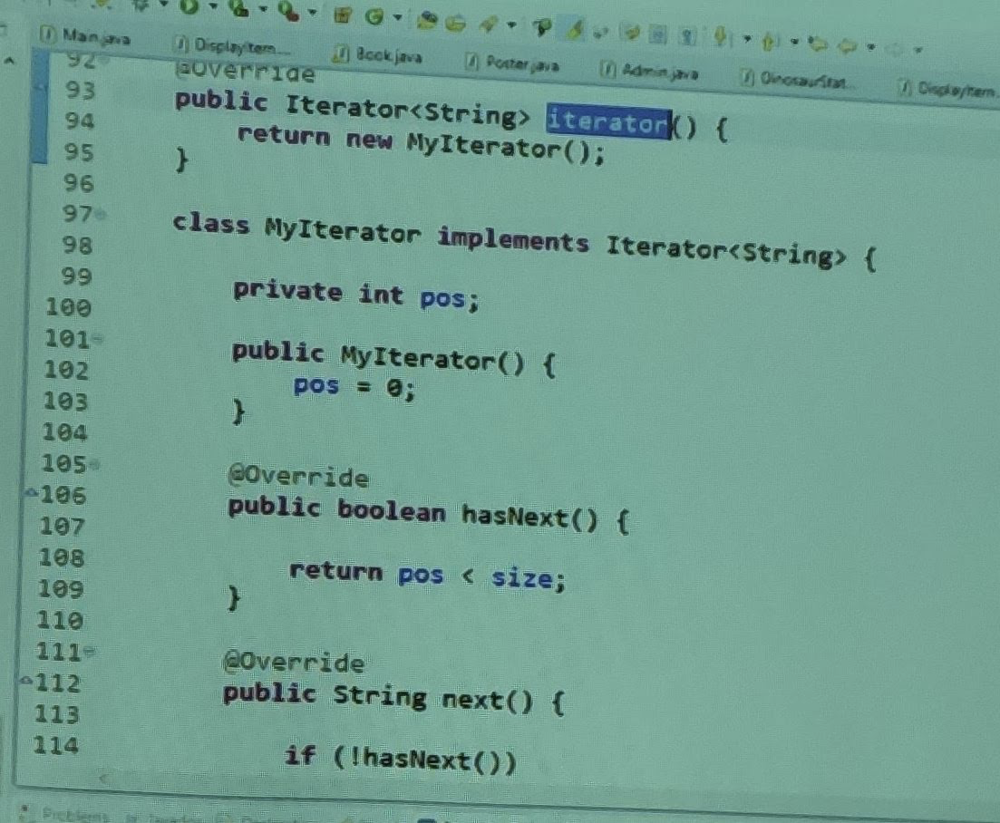 Main.java DisplayItem.... Book.java Poster.java Admin.java DinosaurStat... DisplayItem.
92 @Override
93 public Iterator<String> iterator() {
94 return new MyIterator();
95 }
96
97 class MyIterator implements Iterator<String> {
98
99 private int pos;
100
101 public MyIterator() {
102 pos = 0;
103 }
104
105 @Override
106 public boolean hasNext() {
107
108 return pos < size;
109 }
110
111 @Override
112 public String next() {
113
114 if (!hasNext())
Problems